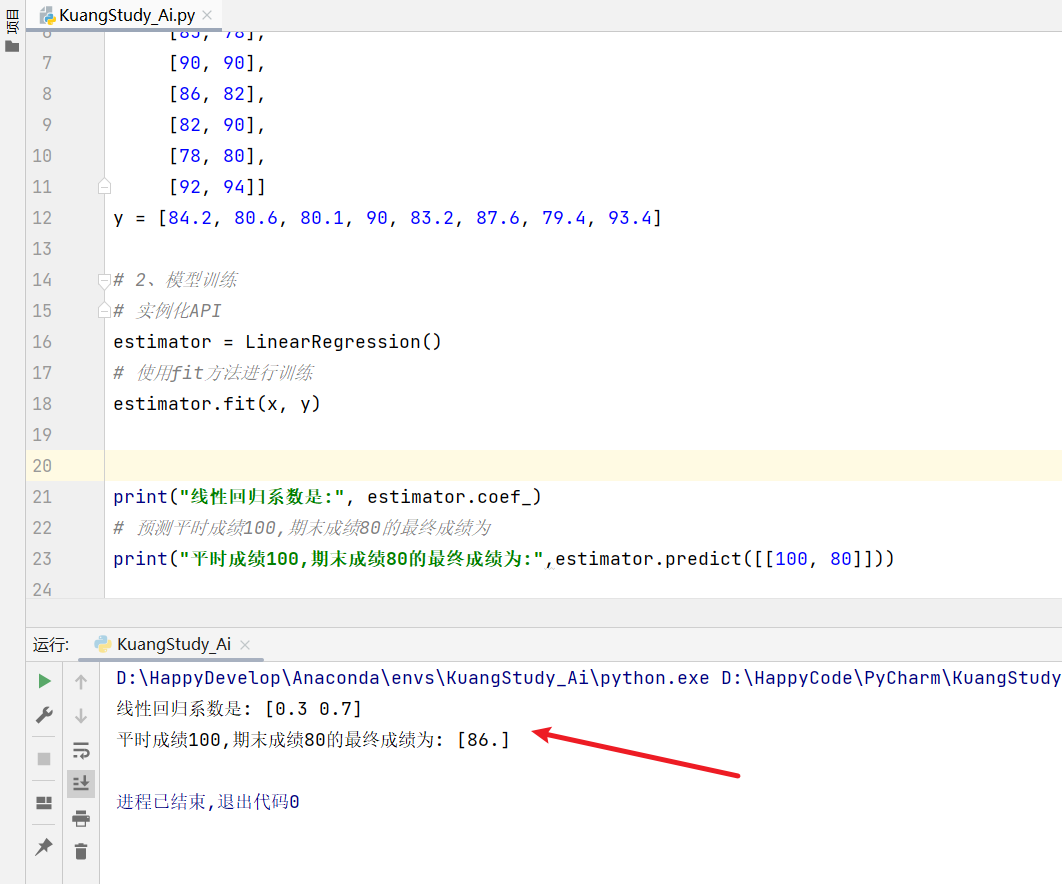 项目
KuangStudy_Ai.py
6 [85, 78],
7 [90, 90],
8 [86, 82],
9 [82, 90],
10 [78, 80],
11 [92, 94]]
12 y = [84.2, 80.6, 80.1, 90, 83.2, 87.6, 79.4, 93.4]
13
14 # 2、模型训练
15 # 实例化API
16 estimator = LinearRegression()
17 # 使用fit方法进行训练
18 estimator.fit(x, y)
19
20
21 print("线性回归系数是:", estimator.coef_)
22 # 预测平时成绩100,期末成绩80的最终成绩为
23 print("平时成绩100,期末成绩80的最终成绩为:",estimator.predict([[100, 80]]))
24
运行: KuangStudy_Ai
D:\HappyDevelop\Anaconda\envs\KuangStudy_Ai\python.exe D:\HappyCode\PyCharm\KuangStudy
线性回归系数是: [0.3 0.7]
平时成绩100,期末成绩80的最终成绩为: [86.]
进程已结束,退出代码0